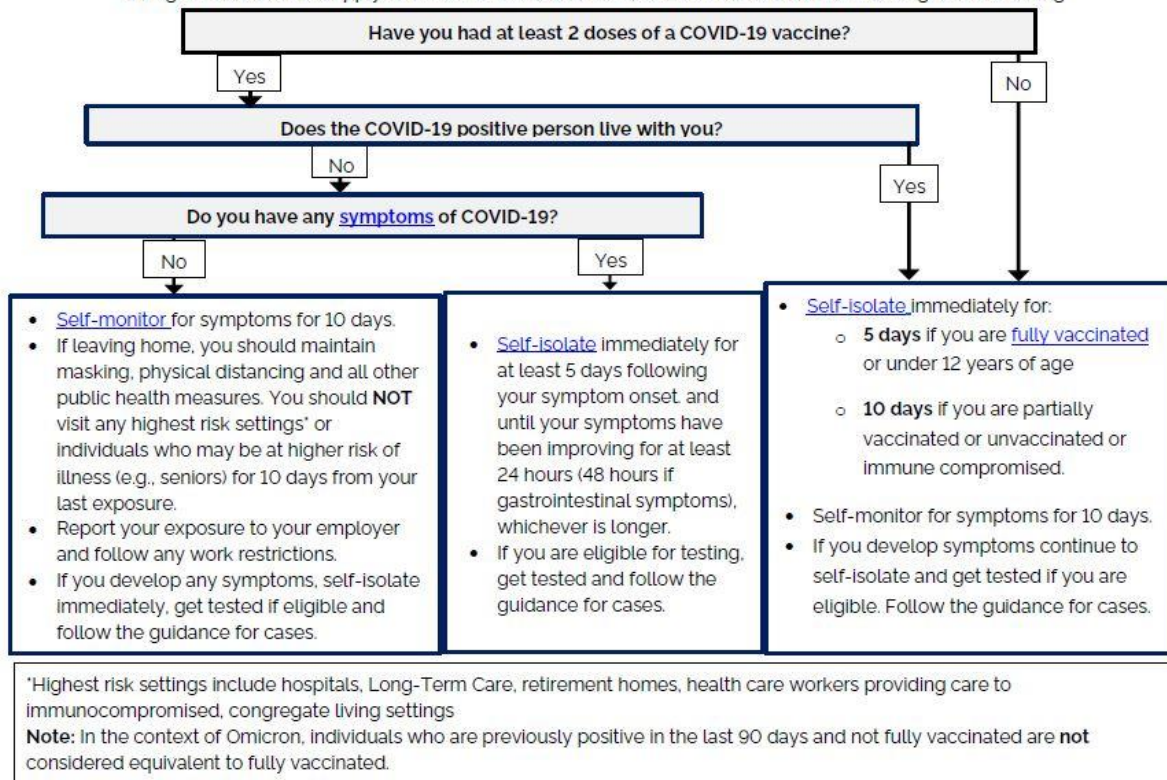 Have you had at least 2 doses of a COVID-19 vaccine?
Yes
No
Does the COVID-19 positive person live with you?
No
Yes
Do you have any symptoms of COVID-19?
No
Yes
• Self-monitor for symptoms for 10 days.
• If leaving home, you should maintain
masking, physical distancing and all other
public health measures. You should NOT
visit any highest risk settings* or
individuals who may be at higher risk of
illness (e.g., seniors) for 10 days from your
last exposure.
• Report your exposure to your employer
and follow any work restrictions.
• If you develop any symptoms, self-isolate
immediately, get tested if eligible and
follow the guidance for cases.
• Self-isolate immediately for
at least 5 days following
your symptom onset. and
until your symptoms have
been improving for at least
24 hours (48 hours if
gastrointestinal symptoms),
whichever is longer.
• If you are eligible for testing,
get tested and follow the
guidance for cases.
• Self-isolate immediately for:
o 5 days if you are fully vaccinated
or under 12 years of age
o 10 days if you are partially
vaccinated or unvaccinated or
immune compromised.
• Self-monitor for symptoms for 10 days.
• If you develop symptoms continue to
self-isolate and get tested if you are
eligible. Follow the guidance for cases.
*Highest risk settings include hospitals, Long-Term Care, retirement homes, health care workers providing care to
immunocompromised, congregate living settings
Note: In the context of Omicron, individuals who are previously positive in the last 90 days and not fully vaccinated are not
considered equivalent to fully vaccinated.